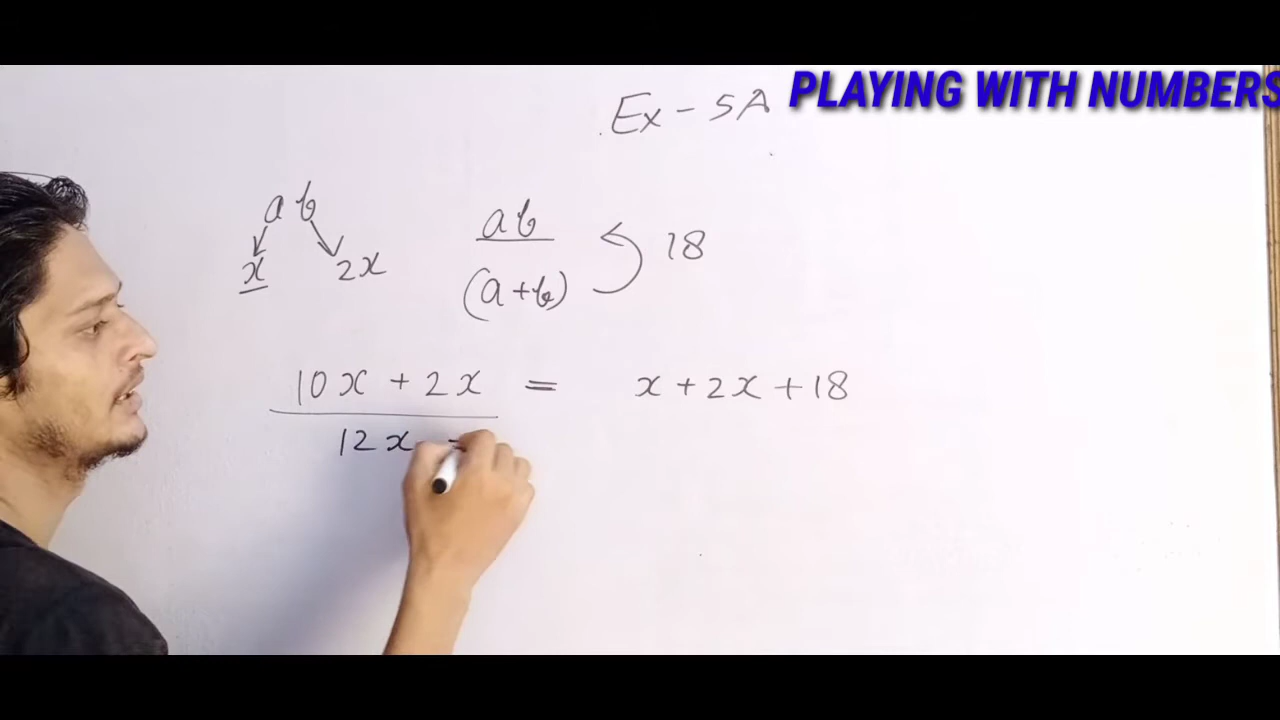 PLAYING WITH NUMBERS
Ex - 5A
ab
x 2x
ab
(a+b)
18
10x + 2x = x + 2x + 18
12x =